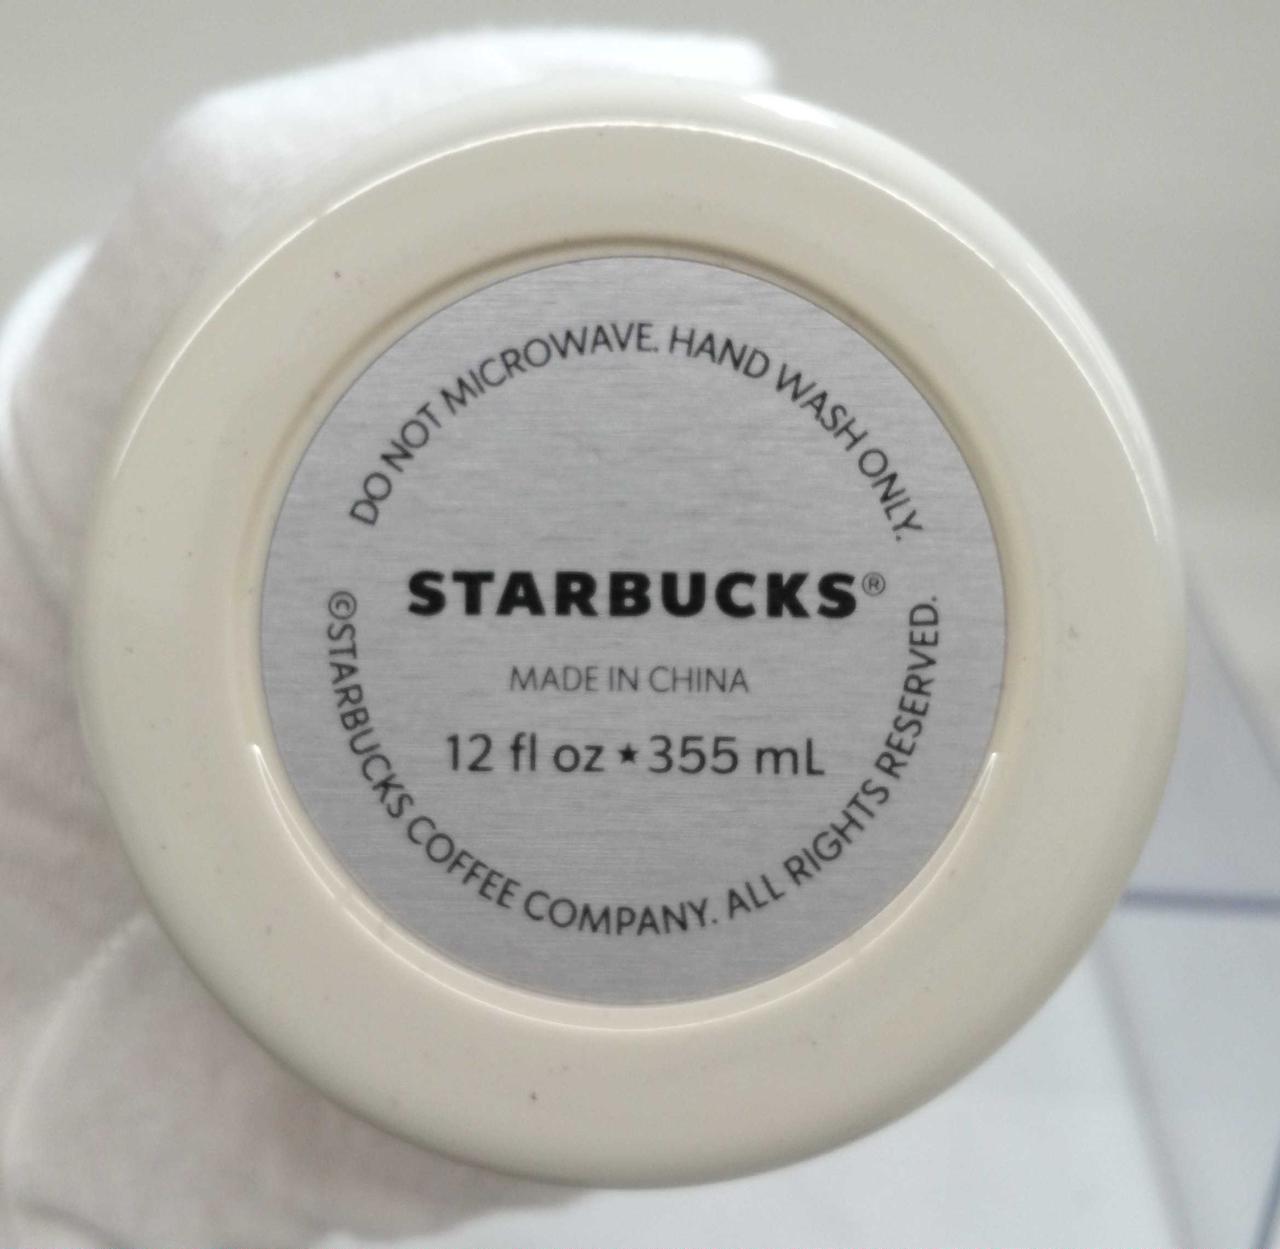 DO NOT MICROWAVE. HAND WASH ONLY.
STARBUCKS®
MADE IN CHINA
12 fl oz ★ 355 mL
©STARBUCKS COFFEE COMPANY. ALL RIGHTS RESERVED.